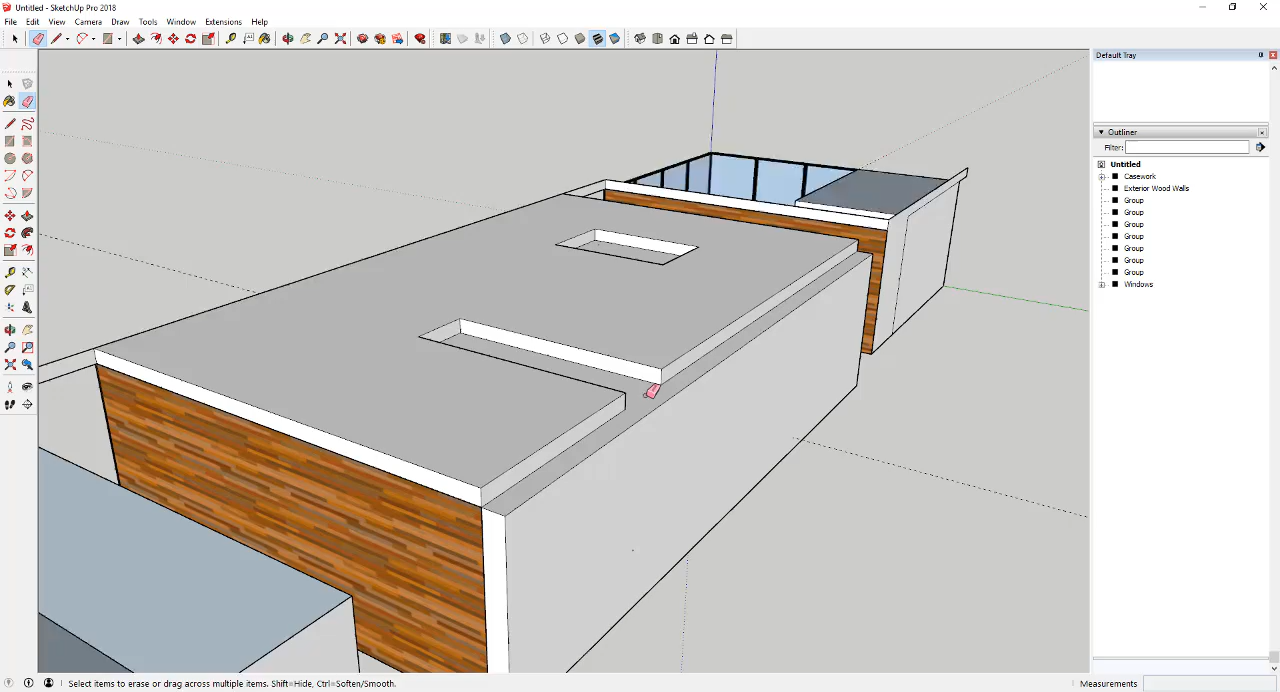 Untitled - SketchUp Pro 2018
File Edit View Camera Draw Tools Window Extensions Help
Default Tray
Outliner
Filter:
Untitled
Casework
Exterior Wood Walls
Group
Group
Group
Group
Group
Group
Group
Windows
Select items to erase or drag across multiple items. Shift=Hide, Ctrl=Soften/Smooth.
Measurements